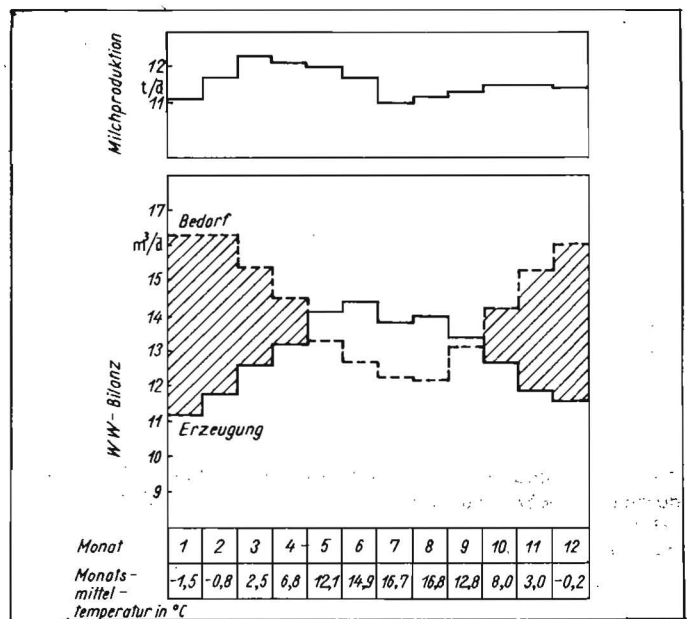 Milchproduktion
12
t/d
11
17
Bedarf
m³/d
15
14
13
12
11
Erzeugung
10
9
WW-Bilanz
Monat 1 2 3 4 5 6 7 8 9 10. 11 12
Monats-
mittel-
temperatur in °C
-1,5 -0,8 2,5 6,8 12,1 14,9 16,7 16,8 12,8 8,0 3,0 -0,2